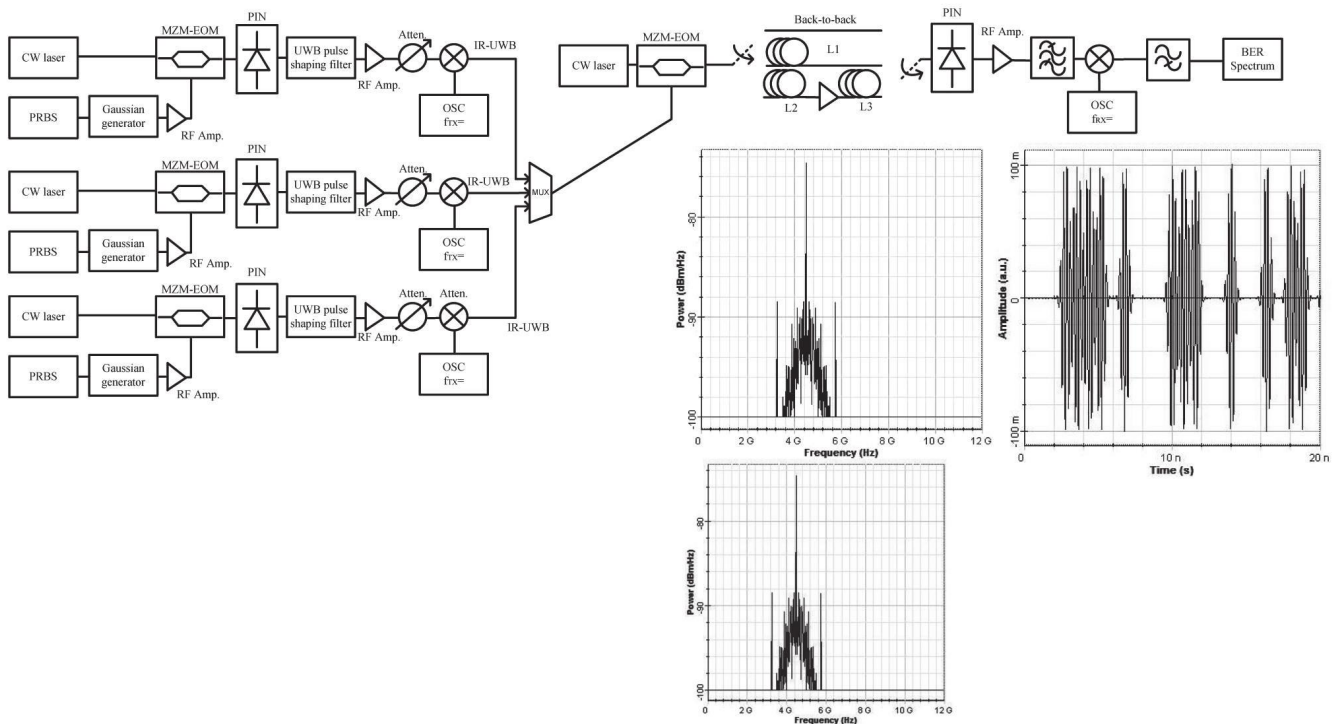 MZM-EOM
PIN
CW laser
UWB pulse
shaping filter
Atten.
IR-UWB
RF Amp.
PRBS
Gaussian
generator
RF Amp.
OSC
fTX=
MZM-EOM
PIN
CW laser
UWB pulse
shaping filter
Atten.
IR-UWB
RF Amp.
PRBS
Gaussian
generator
RF Amp.
OSC
fTX=
MZM-EOM
PIN
CW laser
UWB pulse
shaping filter
Atten.
Atten.
IR-UWB
RF Amp.
PRBS
Gaussian
generator
RF Amp.
OSC
fTX=
MUX
MZM-EOM
CW laser
Back-to-back
L1
L2
L3
PIN
RF Amp.
OSC
fRX=
BER
Spectrum
Power (dBm/Hz)
-80
-90
-100
0 2 G 4 G 6 G 8 G 10 G 12 G
Frequency (Hz)
Amplitude (a.u.)
100 m
0
-100 m
0 10 n 20 n
Time (s)
Power (dBm/Hz)
-80
-90
-100
0 2 G 4 G 6 G 8 G 10 G 12 G
Frequency (Hz)